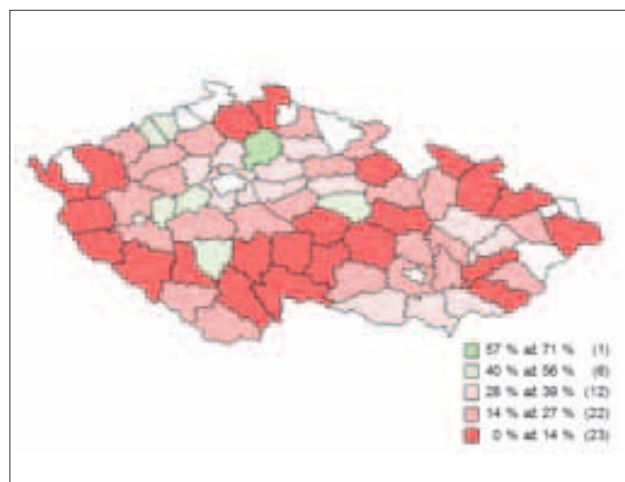 57 % až 71 % (1)
40 % až 56 % (6)
28 % až 39 % (12)
14 % až 27 % (22)
0 % až 14 % (23)